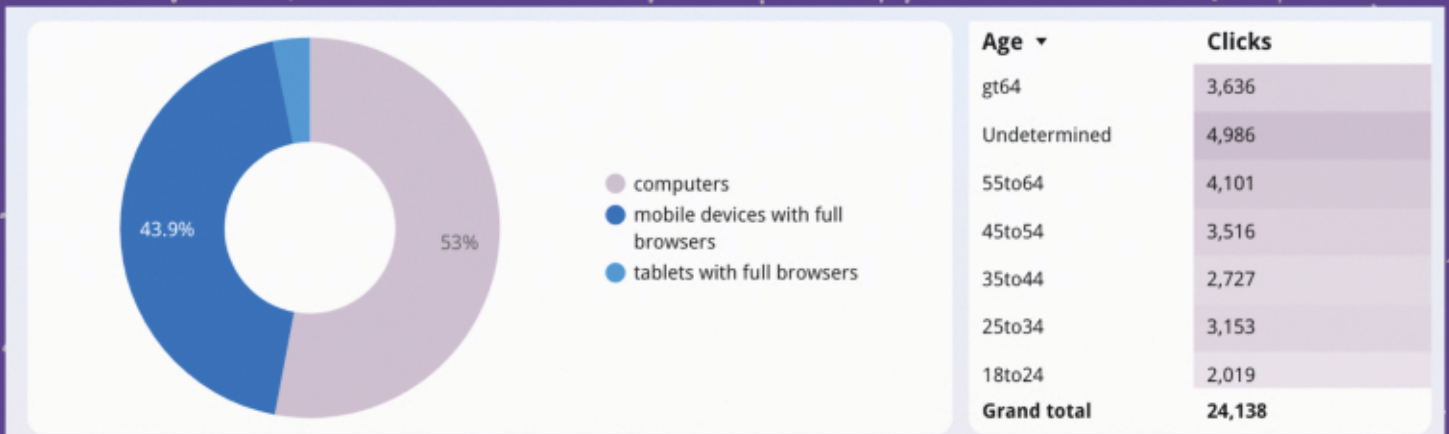 43.9%
53%
computers
mobile devices with full
browsers
tablets with full browsers
Age Clicks
gt64 3,636
Undetermined 4,986
55to64 4,101
45to54 3,516
35to44 2,727
25to34 3,153
18to24 2,019
Grand total 24,138